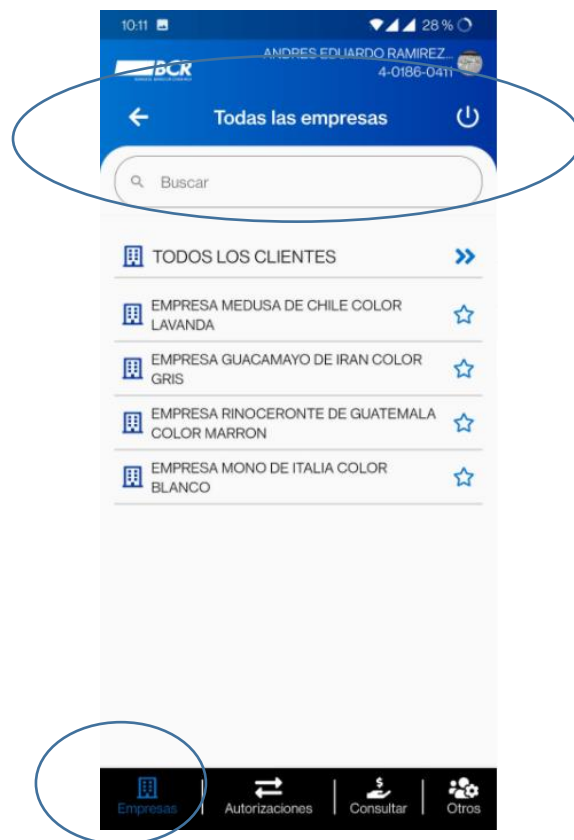 10:11
28 %
ANDRES EDUARDO RAMIREZ...
BCR
4-0186-0411
Todas las empresas
Buscar
TODOS LOS CLIENTES
EMPRESA MEDUSA DE CHILE COLOR
LAVANDA
EMPRESA GUACAMAYO DE IRAN COLOR
GRIS
EMPRESA RINOCERONTE DE GUATEMALA
COLOR MARRON
EMPRESA MONO DE ITALIA COLOR
BLANCO
Empresas
Autorizaciones
Consultar
Otros